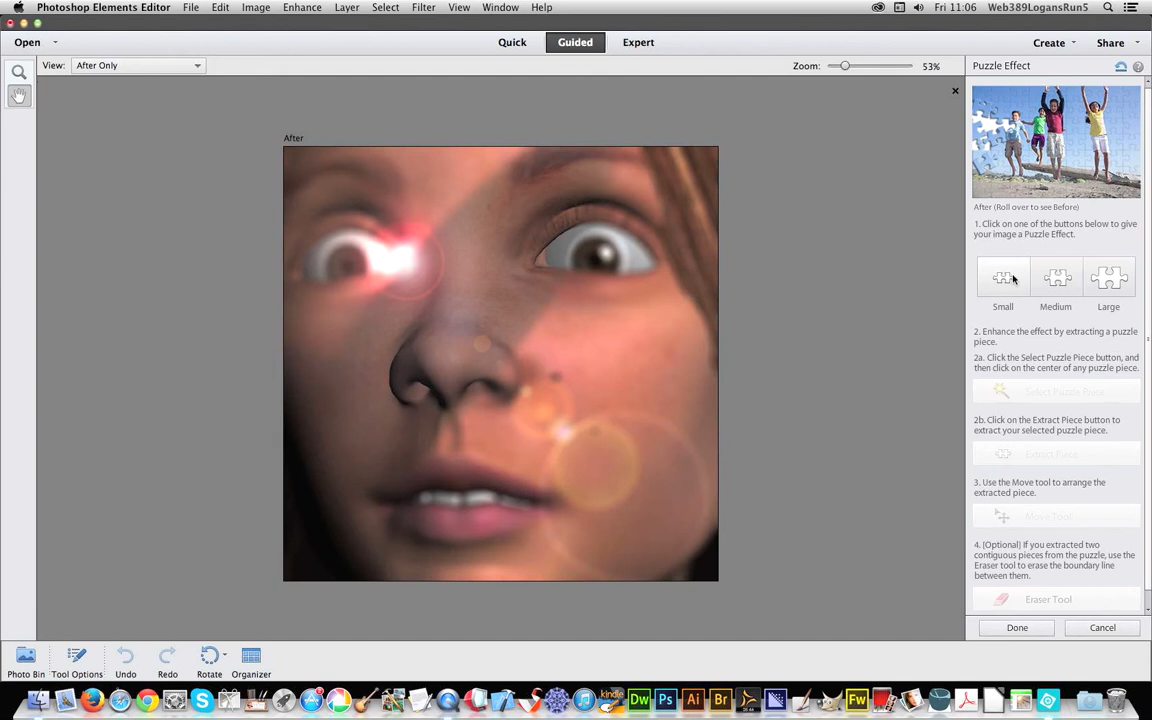 Photoshop Elements Editor File Edit Image Enhance Layer Select Filter View Window Help Fri 11:06 Web389LogansRun5
Open Quick Guided Expert Create Share
View: After Only Zoom: 53% Puzzle Effect
After
After (Roll over to see Before)
1. Click on one of the buttons below to give
your image a Puzzle Effect.
Small Medium Large
2. Enhance the effect by extracting a puzzle
piece.
2a. Click the Select Puzzle Piece button, and
then click on the center of any puzzle piece.
Select Puzzle Piece
2b. Click on the Extract Piece button to
extract your selected puzzle piece.
Extract Piece
3. Use the Move tool to arrange the
extracted piece.
Move Tool
4. (Optional) If you extracted two
contiguous pieces from the puzzle, use the
Eraser tool to erase the boundary line
between them.
Eraser Tool
Done Cancel
Photo Bin Tool Options Undo Redo Rotate Organizer
kindle Dw Ps Ai Br Fw